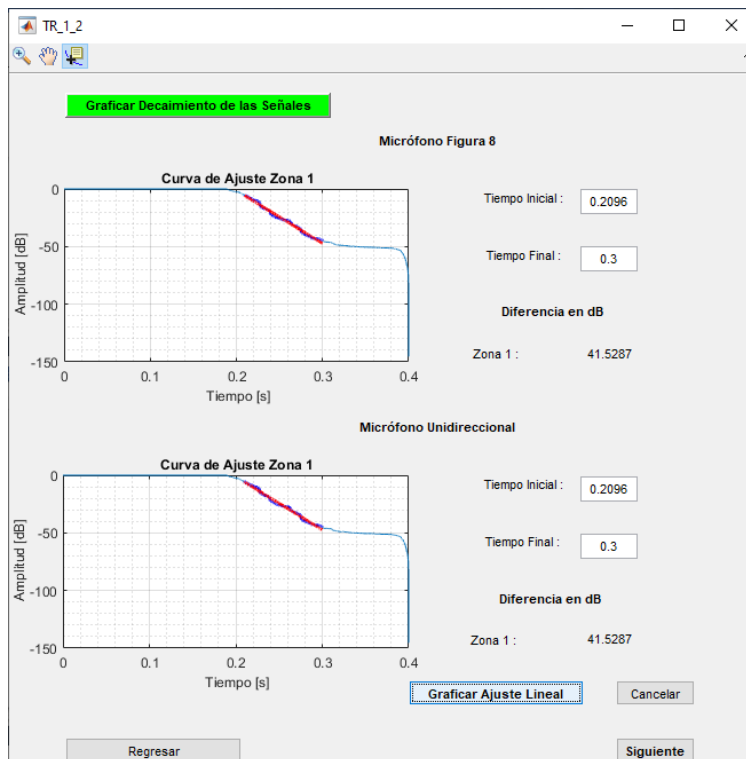 TR_1_2
Graficar Decaimiento de las Señales
Micrófono Figura 8
Curva de Ajuste Zona 1
Amplitud [dB]
0
-50
-100
-150
0 0.1 0.2 0.3 0.4
Tiempo [s]
Tiempo Inicial : 0.2096
Tiempo Final : 0.3
Diferencia en dB
Zona 1 : 41.5287
Micrófono Unidireccional
Curva de Ajuste Zona 1
Amplitud [dB]
0
-50
-100
-150
0 0.1 0.2 0.3 0.4
Tiempo [s]
Tiempo Inicial : 0.2096
Tiempo Final : 0.3
Diferencia en dB
Zona 1 : 41.5287
Graficar Ajuste Lineal Cancelar
Regresar Siguiente